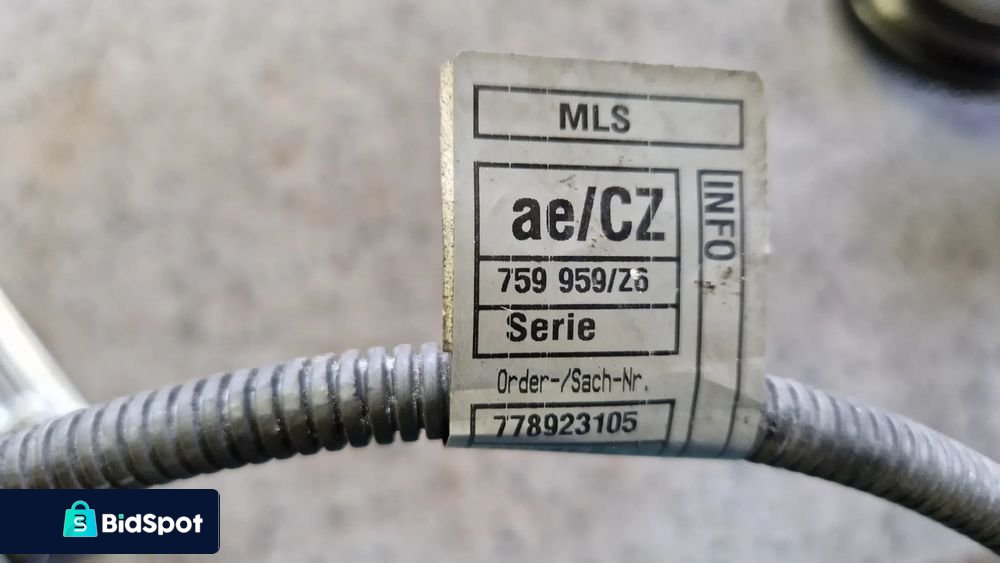 MLS
ae/CZ
INFO
759 959/Z6
Serie
Order-/Sach-Nr.
778923105
BidSpot